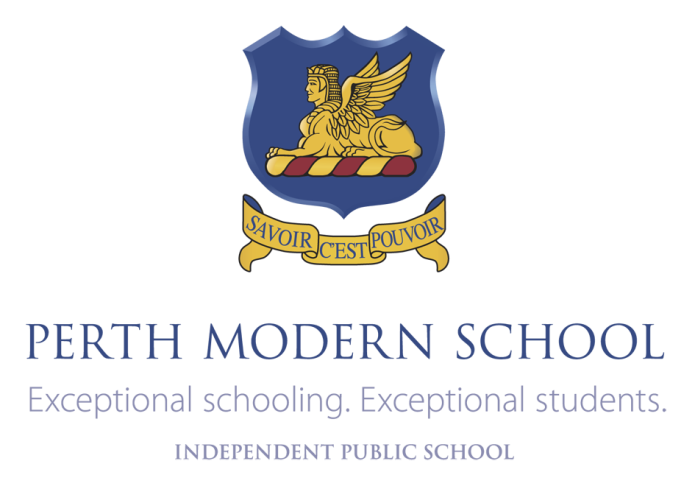 SAVOIR C'EST POUVOIR
PERTH MODERN SCHOOL
Exceptional schooling. Exceptional students.
INDEPENDENT PUBLIC SCHOOL